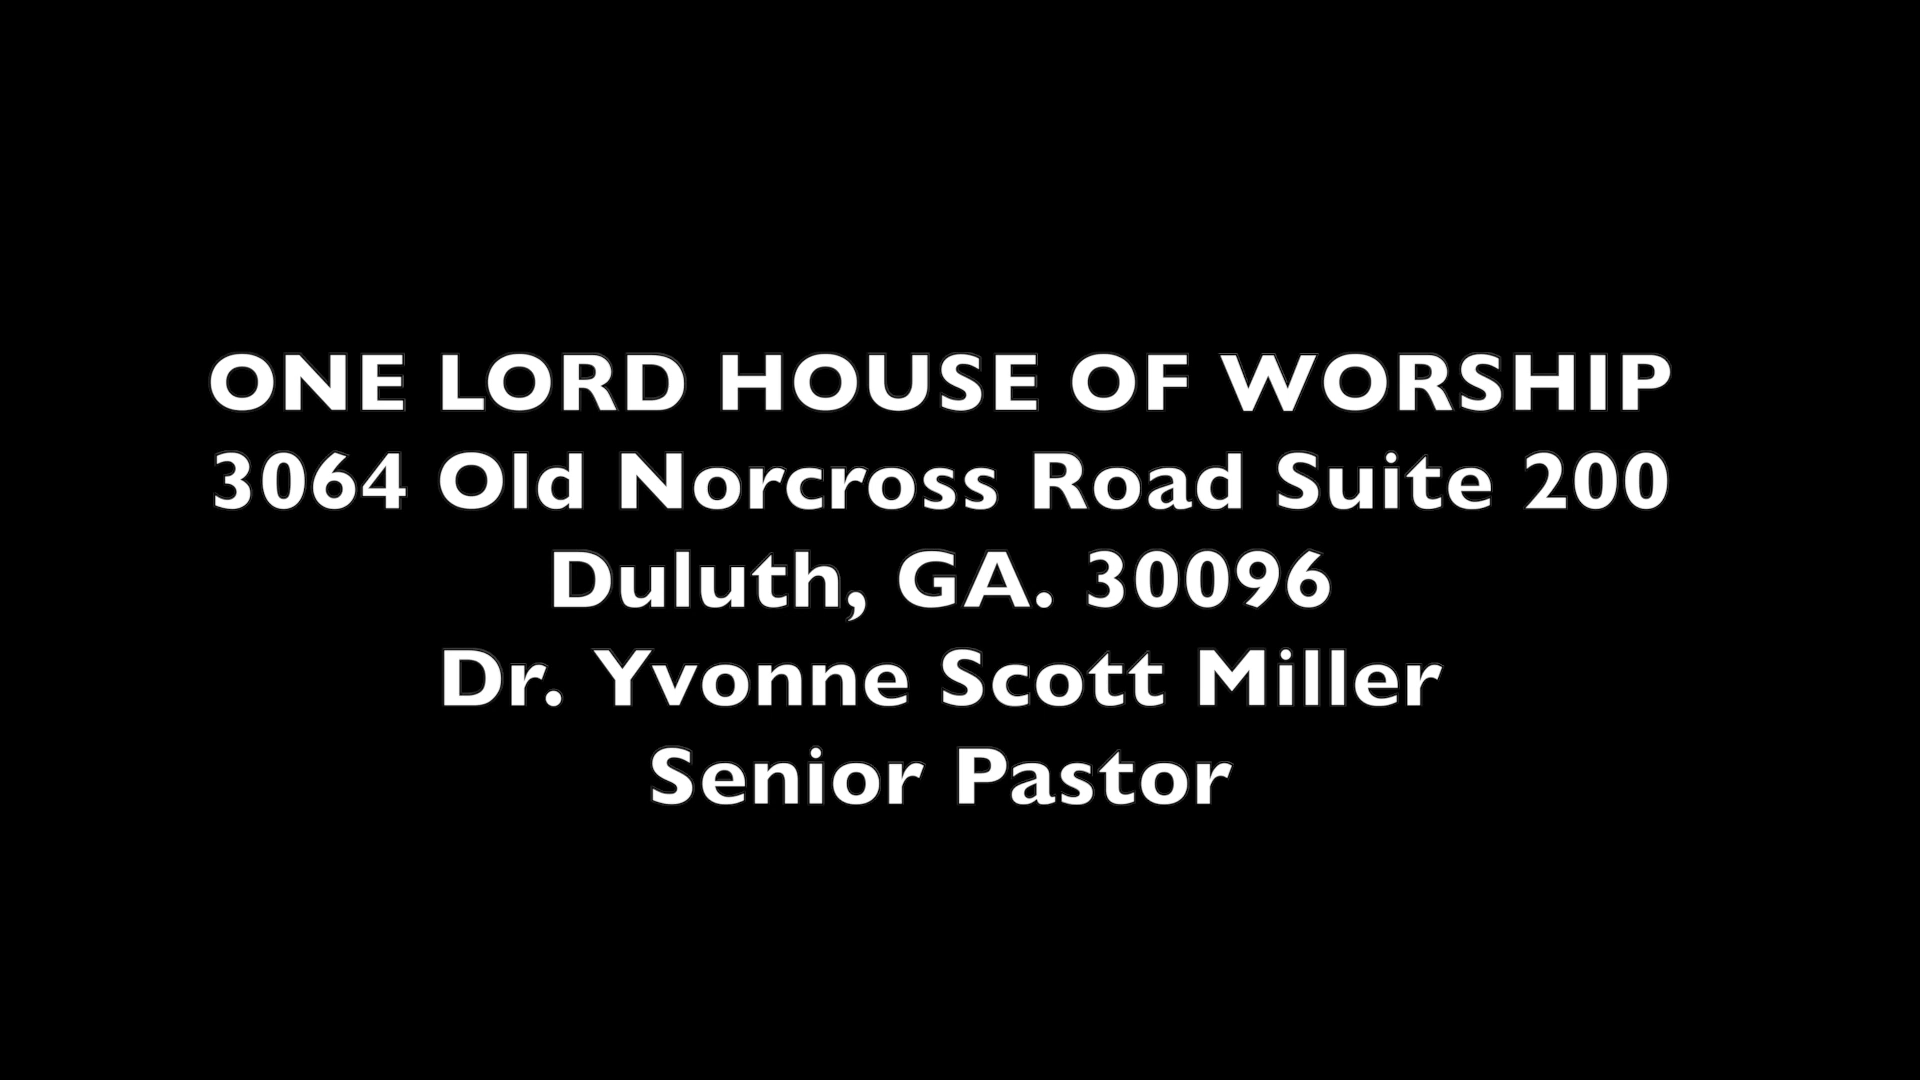 ONE LORD HOUSE OF WORSHIP
3064 Old Norcross Road Suite 200
Duluth, GA. 30096
Dr. Yvonne Scott Miller
Senior Pastor